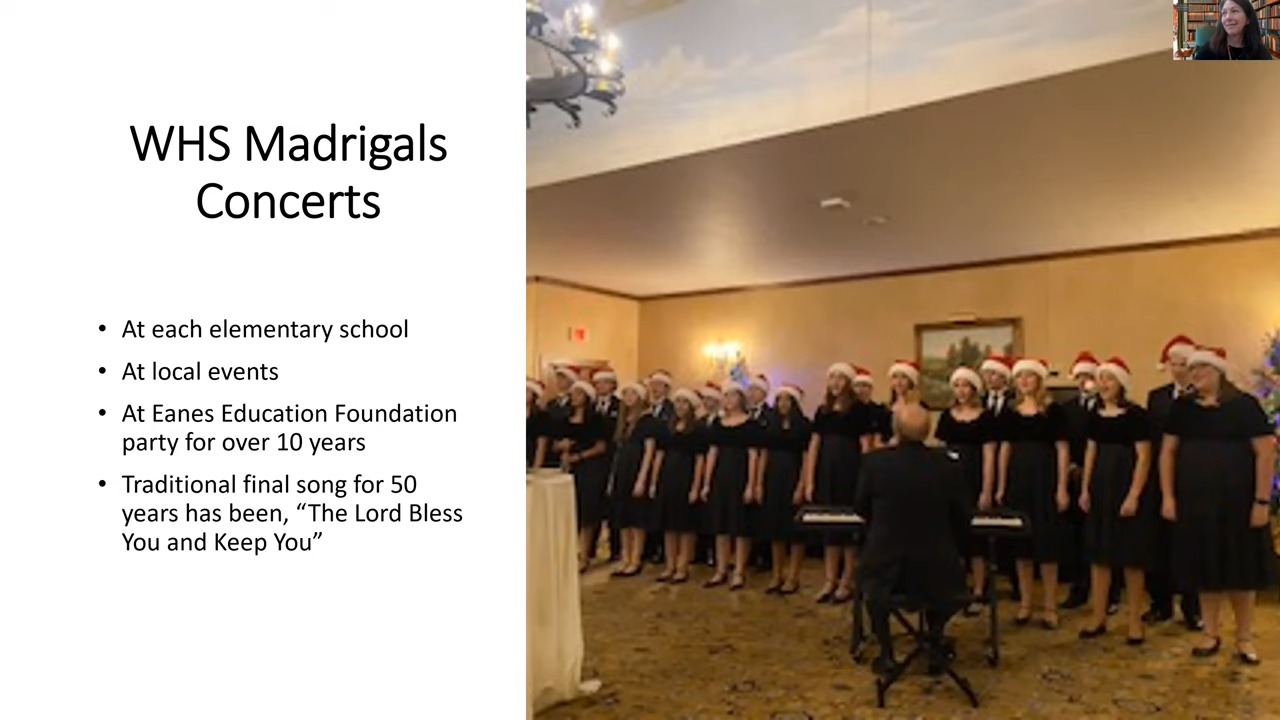 WHS Madrigals
Concerts
• At each elementary school
• At local events
• At Eanes Education Foundation
party for over 10 years
• Traditional final song for 50
years has been, “The Lord Bless
You and Keep You”